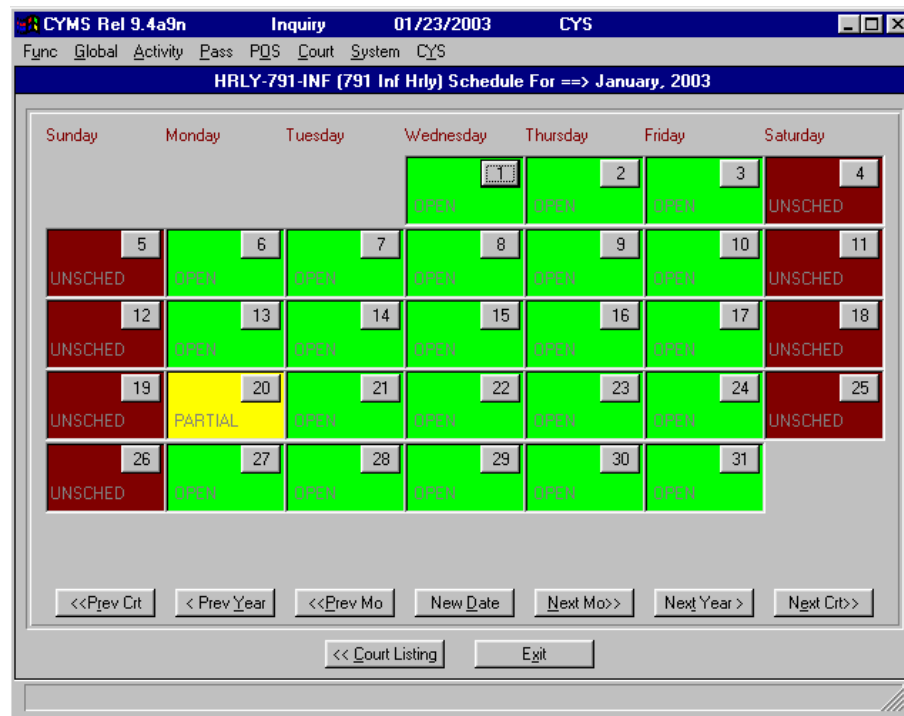 CYMS Rel 9.4a9n Inquiry 01/23/2003 CYS
Func Global Activity Pass POS Court System CYS
HRLY-791-INF (791 Inf Hrly) Schedule For ==> January, 2003
Sunday Monday Tuesday Wednesday Thursday Friday Saturday
1 2 3 4
OPEN OPEN OPEN UNSCHED
5 6 7 8 9 10 11
UNSCHED OPEN OPEN OPEN OPEN OPEN UNSCHED
12 13 14 15 16 17 18
UNSCHED OPEN OPEN OPEN OPEN OPEN UNSCHED
19 20 21 22 23 24 25
UNSCHED PARTIAL OPEN OPEN OPEN OPEN UNSCHED
26 27 28 29 30 31
UNSCHED OPEN OPEN OPEN OPEN OPEN
<<Prev Crt < Prev Year <<Prev Mo New Date Next Mo>> Next Year > Next Crt>>
<< Court Listing Exit